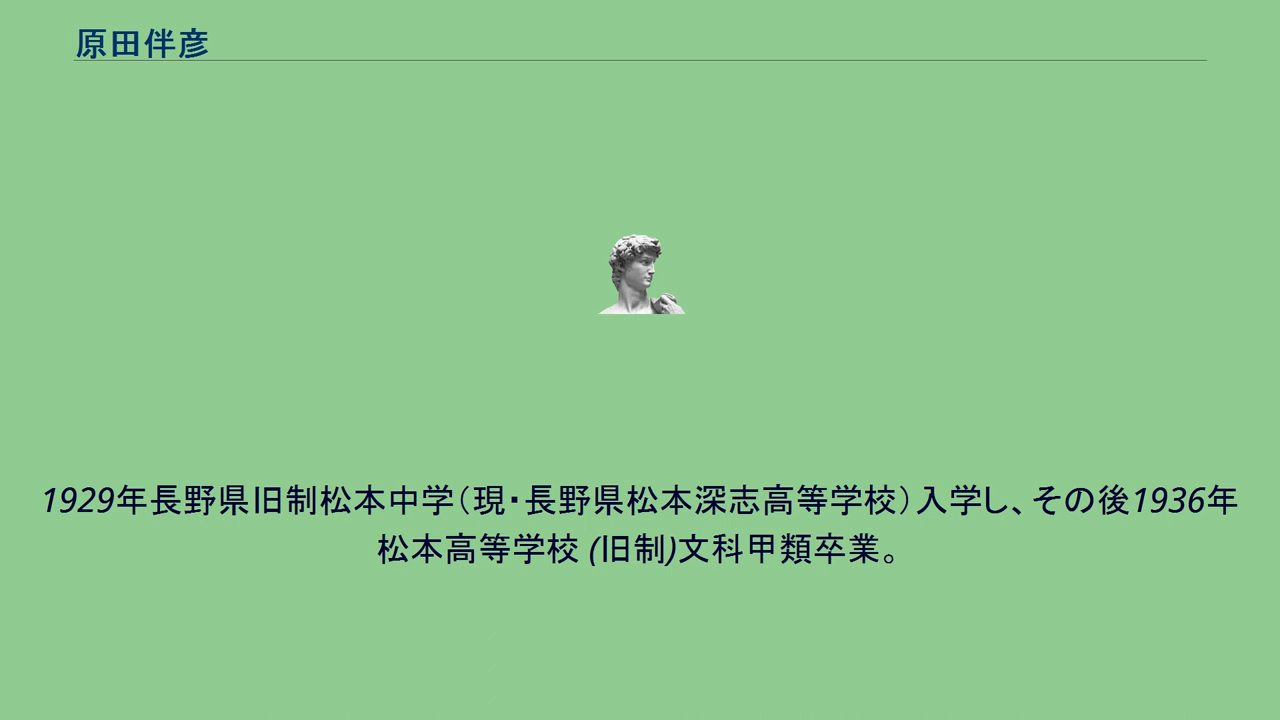 原田伴彦
1929年長野県旧制松本中学（現・長野県松本深志高等学校）入学し、その後1936年
松本高等学校 (旧制)文科甲類卒業。